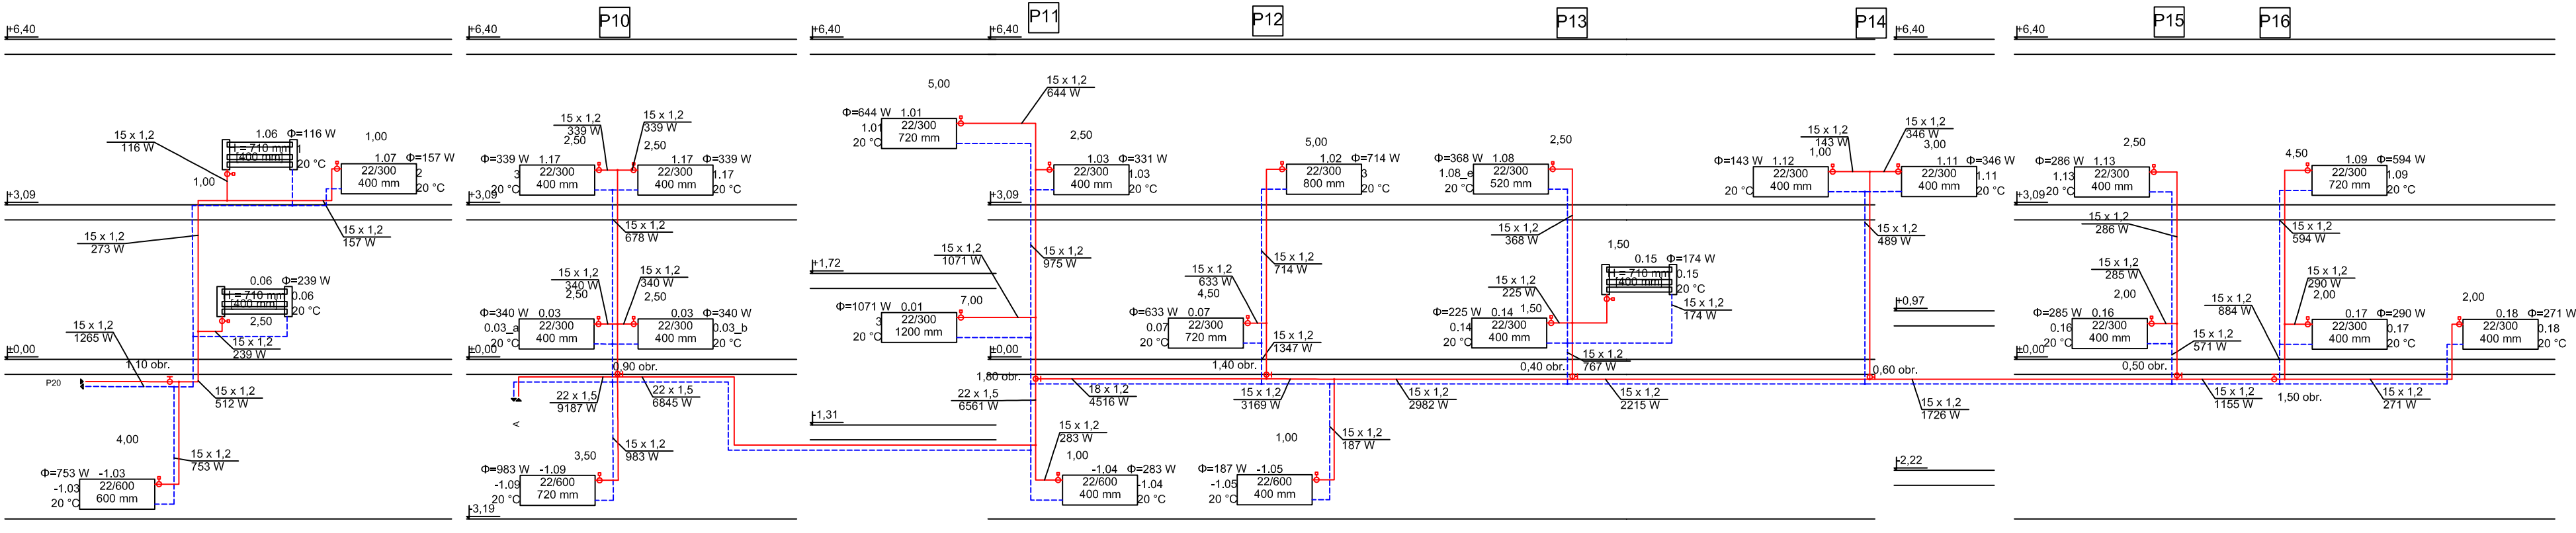 P10
P11
P12
P13
P14
P15
P16
+6,40
+6,40
+6,40
+6,40
+6,40
+6,40
15 x 1,2
116 W
1.06 Φ=116 W
l = 710 mm
[400 mm]
1
20 °C
1,00
1,00
1.07 Φ=157 W
22/300
400 mm
2
20 °C
+3,09
15 x 1,2
157 W
15 x 1,2
273 W
0.06 Φ=239 W
l = 710 mm
[400 mm]
0.06
20 °C
2,50
15 x 1,2
239 W
15 x 1,2
1265 W
±0,00
1,10 obr.
P20
15 x 1,2
512 W
4,00
15 x 1,2
753 W
Φ=753 W -1.03
-1.03
22/600
600 mm
20 °C
15 x 1,2
339 W
2,50
15 x 1,2
339 W
2,50
Φ=339 W 1.17
3
22/300
400 mm
20 °C
1.17 Φ=339 W
22/300
400 mm
1.17
20 °C
+3,09
15 x 1,2
678 W
15 x 1,2
340 W
2,50
15 x 1,2
340 W
2,50
Φ=340 W 0.03
0.03_a
22/300
400 mm
20 °C
0.03 Φ=340 W
22/300
400 mm
0.03_b
20 °C
±0,00
0,90 obr.
22 x 1,5
9187 W
22 x 1,5
6845 W
A
15 x 1,2
983 W
3,50
Φ=983 W -1.09
-1.09
22/600
720 mm
20 °C
-3,19
5,00
15 x 1,2
644 W
Φ=644 W 1.01
1.01
22/300
720 mm
20 °C
2,50
1.03 Φ=331 W
22/300
400 mm
1.03
20 °C
+3,09
15 x 1,2
1071 W
15 x 1,2
975 W
+1,72
Φ=1071 W 0.01
3
22/300
1200 mm
20 °C
7,00
±0,00
1,80 obr.
22 x 1,5
6561 W
18 x 1,2
4516 W
-1,31
15 x 1,2
283 W
1,00
-1.04 Φ=283 W
22/600
400 mm
-1.04
20 °C
5,00
1.02 Φ=714 W
22/300
800 mm
3
20 °C
15 x 1,2
714 W
15 x 1,2
633 W
4,50
Φ=633 W 0.07
0.07
22/300
720 mm
20 °C
15 x 1,2
1347 W
1,40 obr.
15 x 1,2
3169 W
15 x 1,2
2982 W
1,00
15 x 1,2
187 W
Φ=187 W -1.05
-1.05
22/600
400 mm
20 °C
2,50
Φ=368 W 1.08
1.08_e
22/300
520 mm
20 °C
15 x 1,2
368 W
1,50
0.15 Φ=174 W
l = 710 mm
[400 mm]
0.15
20 °C
15 x 1,2
174 W
15 x 1,2
225 W
1,50
Φ=225 W 0.14
0.14
22/300
400 mm
20 °C
15 x 1,2
767 W
0,40 obr.
15 x 1,2
2215 W
15 x 1,2
143 W
1,00
15 x 1,2
346 W
3,00
Φ=143 W 1.12
22/300
400 mm
20 °C
1.11 Φ=346 W
22/300
400 mm
1.11
20 °C
15 x 1,2
489 W
+0,97
0,60 obr.
15 x 1,2
1726 W
-2,22
2,50
Φ=286 W 1.13
1.13
22/300
400 mm
20 °C
+3,09
15 x 1,2
286 W
15 x 1,2
285 W
2,00
Φ=285 W 0.16
0.16
22/300
400 mm
20 °C
±0,00
15 x 1,2
571 W
0,50 obr.
15 x 1,2
1155 W
4,50
1.09 Φ=594 W
22/300
720 mm
1.09
20 °C
15 x 1,2
594 W
15 x 1,2
884 W
15 x 1,2
290 W
2,00
0.17 Φ=290 W
22/300
400 mm
0.17
20 °C
2,00
0.18 Φ=271 W
22/300
400 mm
0.18
20 °C
1,50 obr.
15 x 1,2
271 W